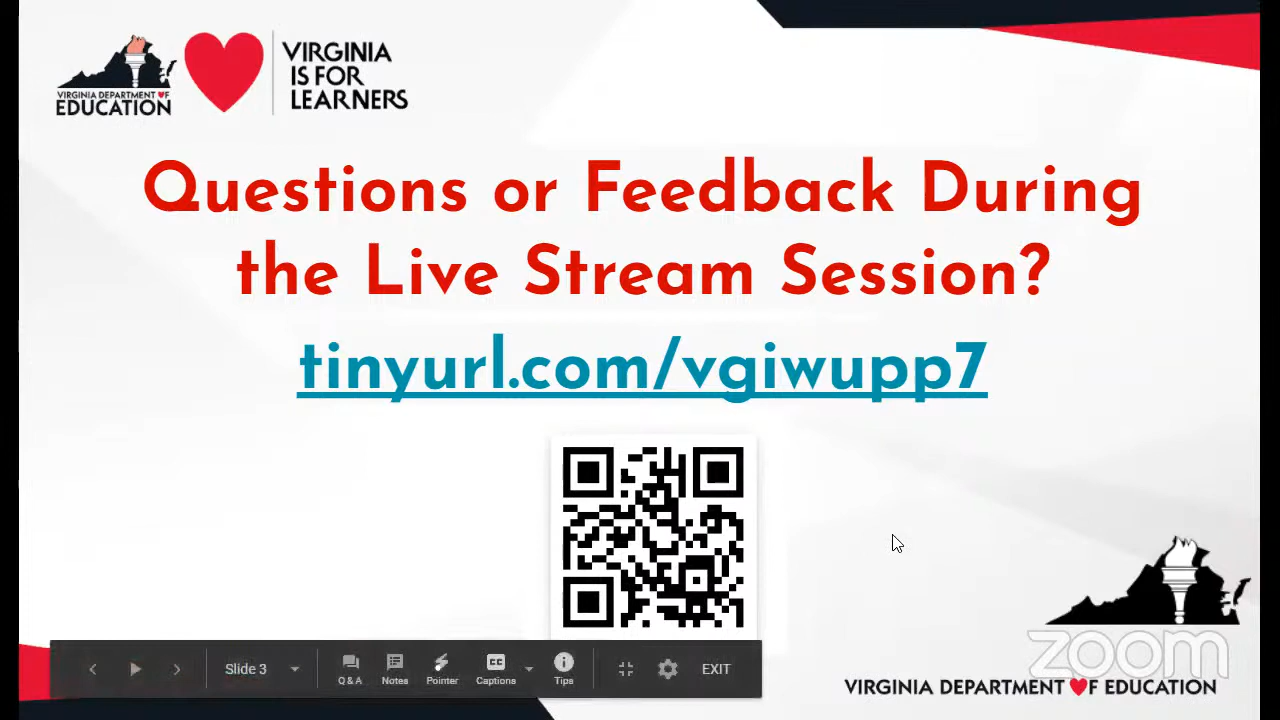 VIRGINIA DEPARTMENT OF
EDUCATION
VIRGINIA
IS FOR
LEARNERS
Questions or Feedback During
the Live Stream Session?
tinyurl.com/vgiwupp7
Slide 3
Q & A
Notes
Pointer
CC
Captions
Tips
EXIT
zoom
VIRGINIA DEPARTMENT OF EDUCATION